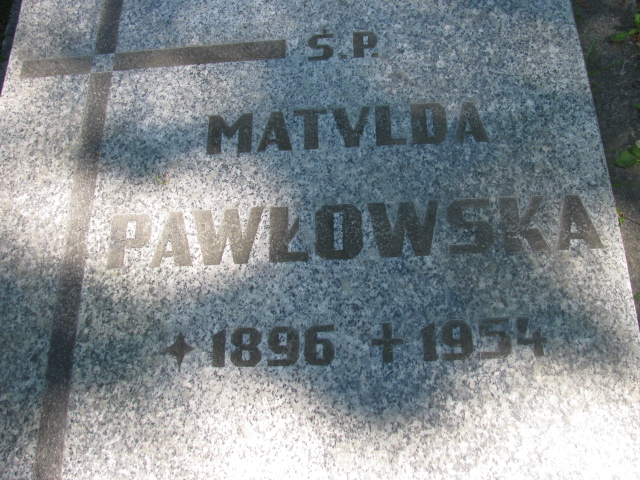 Ś.P.
MATYLDA
PAWŁOWSKA
✦ 1896 ✝ 1954